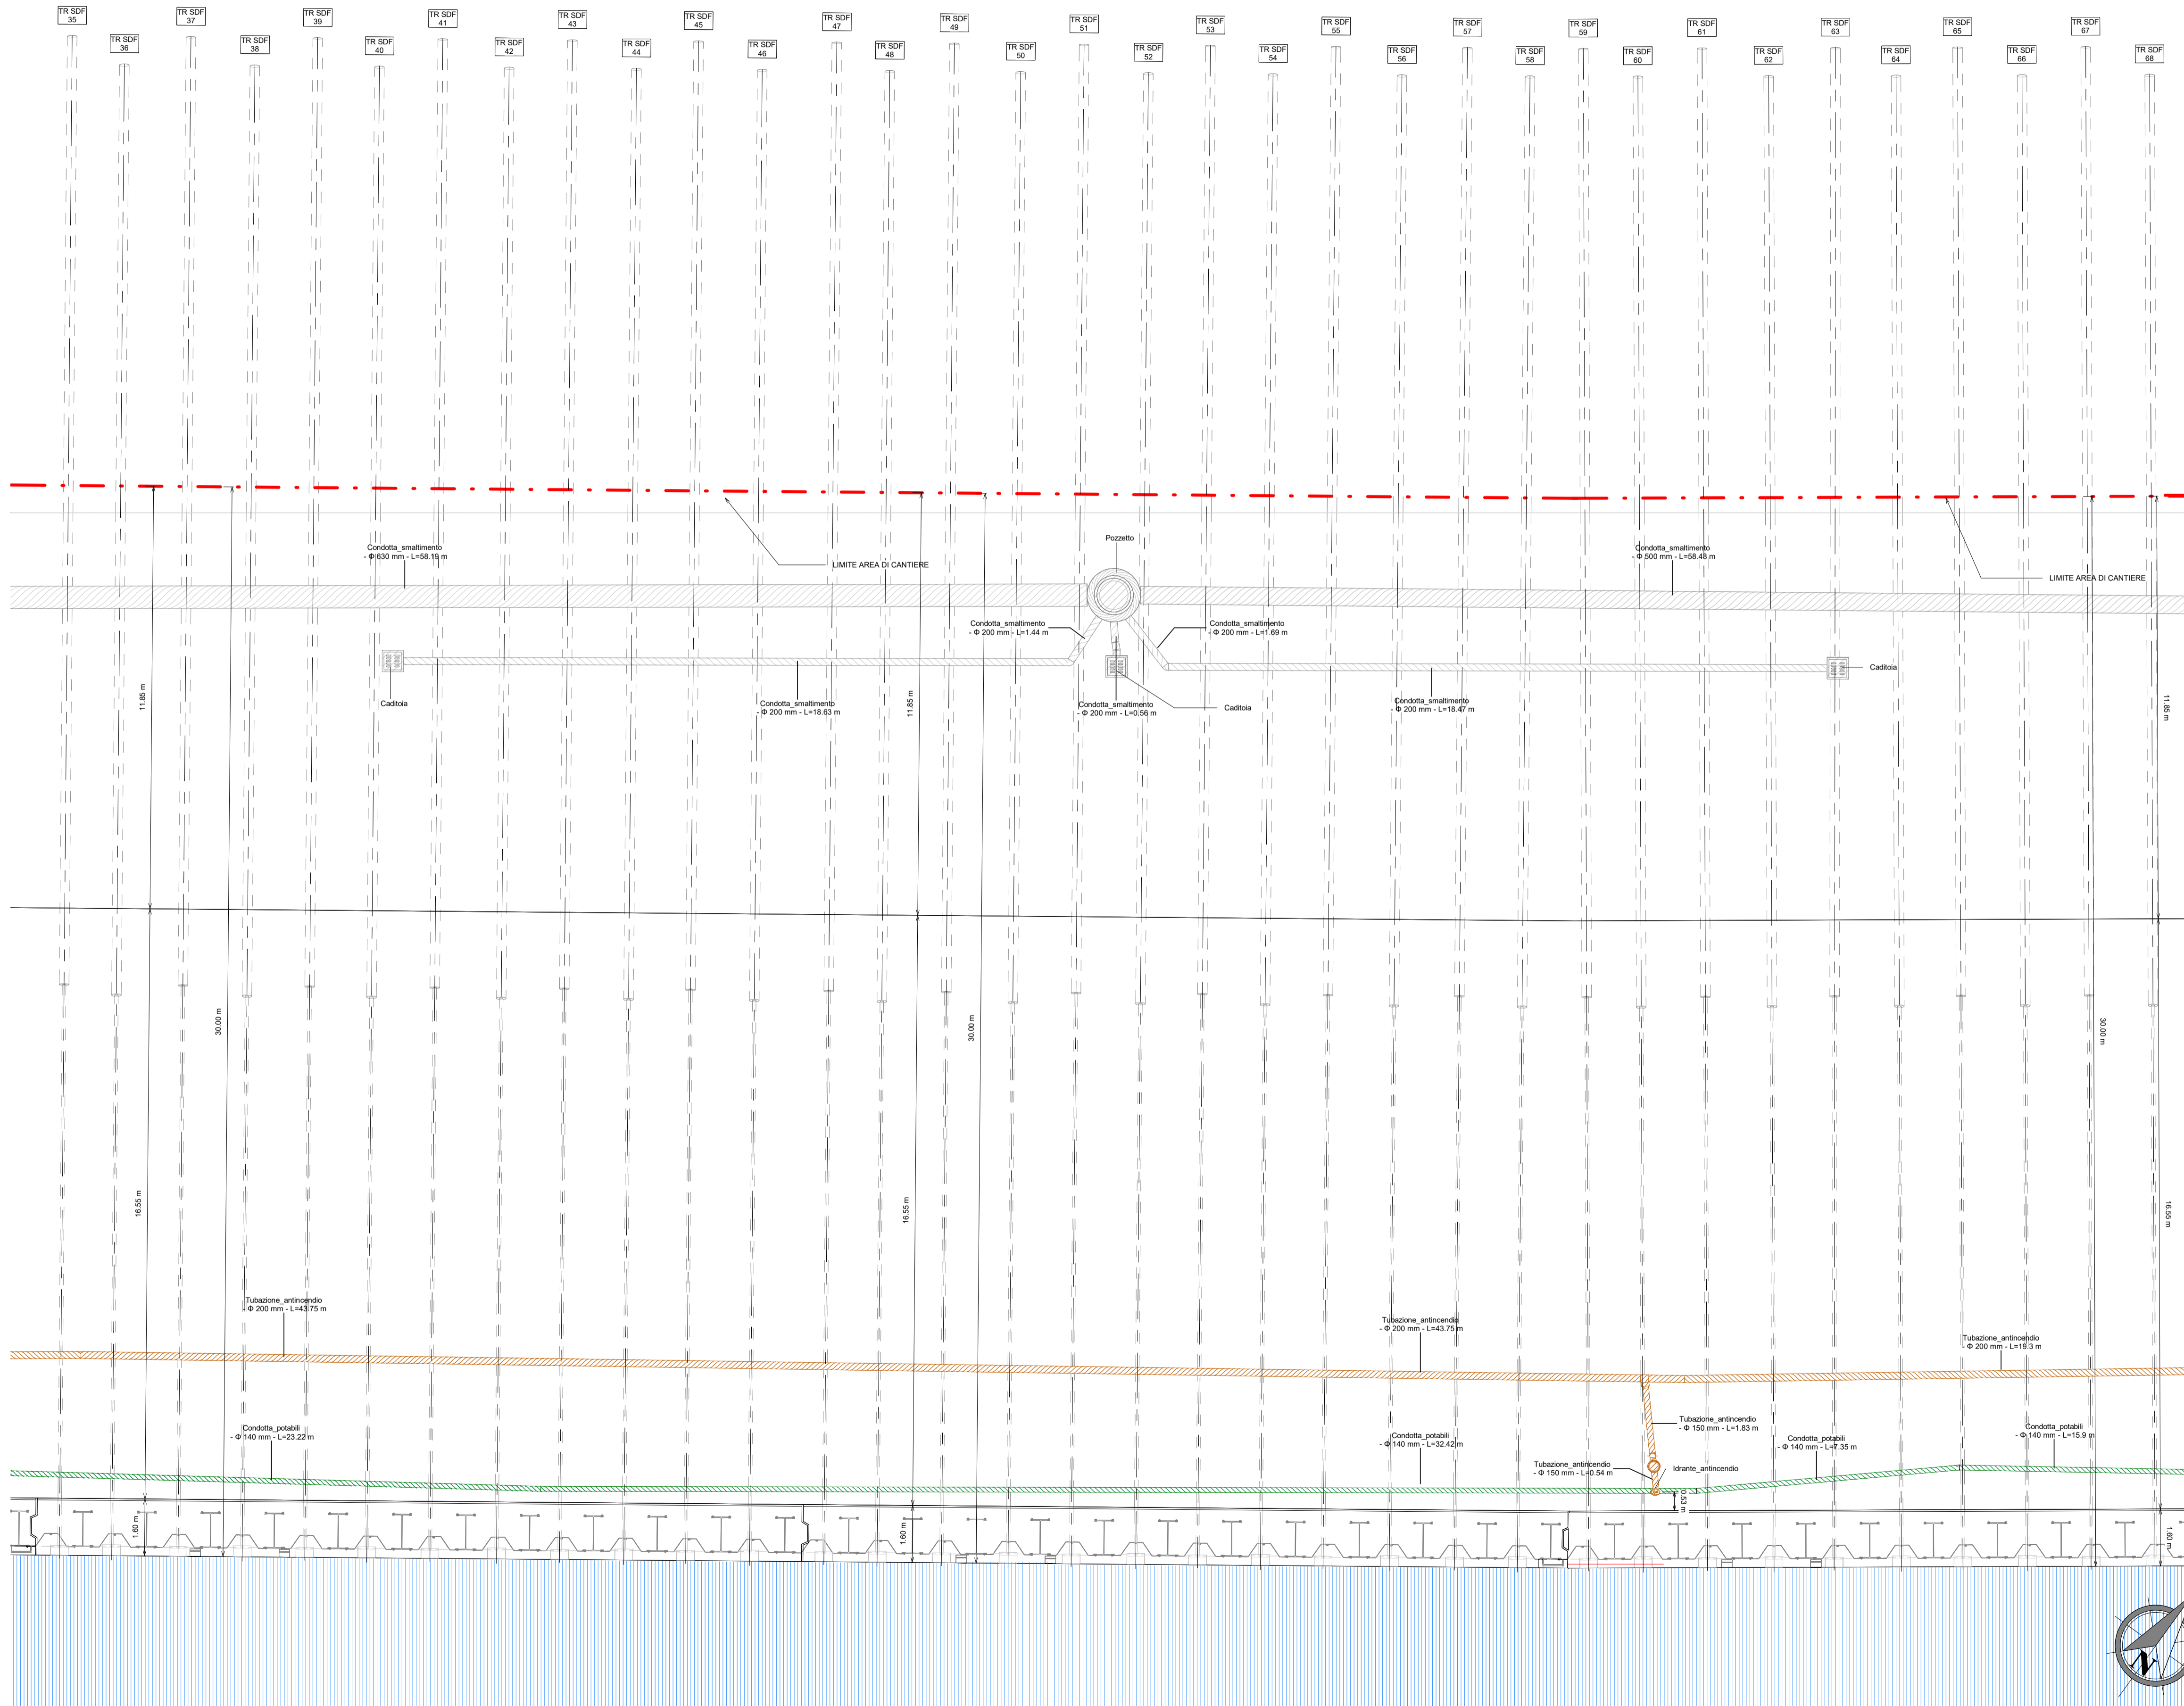 TR SDF
35
TR SDF
36
TR SDF
37
TR SDF
38
TR SDF
39
TR SDF
40
TR SDF
41
TR SDF
42
TR SDF
43
TR SDF
44
TR SDF
45
TR SDF
46
TR SDF
47
TR SDF
48
TR SDF
49
TR SDF
50
TR SDF
51
TR SDF
52
TR SDF
53
TR SDF
54
TR SDF
55
TR SDF
56
TR SDF
57
TR SDF
58
TR SDF
59
TR SDF
60
TR SDF
61
TR SDF
62
TR SDF
63
TR SDF
64
TR SDF
65
TR SDF
66
TR SDF
67
TR SDF
68
Condotta_smaltimento
- Φ 630 mm - L=58.19 m
LIMITE AREA DI CANTIERE
Pozzetto
Condotta_smaltimento
- Φ 500 mm - L=58.48 m
LIMITE AREA DI CANTIERE
Condotta_smaltimento
- Φ 200 mm - L=1.44 m
Condotta_smaltimento
- Φ 200 mm - L=1.69 m
Caditoia
Caditoia
Condotta_smaltimento
- Φ 200 mm - L=18.63 m
Condotta_smaltimento
- Φ 200 mm - L=0.56 m
Caditoia
Condotta_smaltimento
- Φ 200 mm - L=18.47 m
11.85 m
11.85 m
11.85 m
30.00 m
30.00 m
30.00 m
16.55 m
16.55 m
16.55 m
Tubazione_antincendio
- Φ 200 mm - L=43.75 m
Tubazione_antincendio
- Φ 200 mm - L=43.75 m
Tubazione_antincendio
- Φ 200 mm - L=19.3 m
Condotta_potabili
- Φ 140 mm - L=23.22 m
Condotta_potabili
- Φ 140 mm - L=32.42 m
Tubazione_antincendio
- Φ 150 mm - L=1.83 m
Condotta_potabili
- Φ 140 mm - L=7.35 m
Condotta_potabili
- Φ 140 mm - L=15.9 m
Tubazione_antincendio
- Φ 150 mm - L=0.54 m
Idrante_antincendio
0.53 m
1.60 m
1.60 m
1.60 m
N